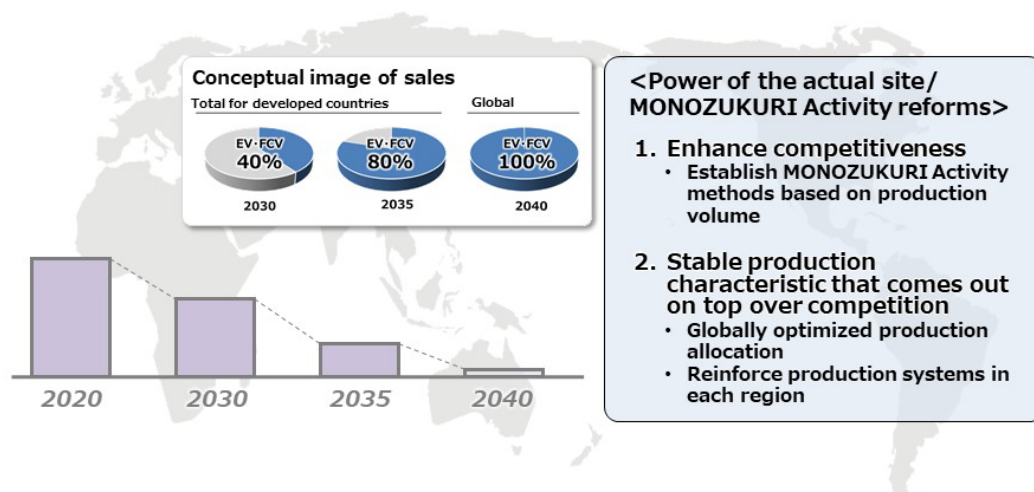 Conceptual image of sales
Total for developed countries
Global
EV・FCV
40%
2030
EV・FCV
80%
2035
EV・FCV
100%
2040
2020
2030
2035
2040
<Power of the actual site/
MONOZUKURI Activity reforms>
1. Enhance competitiveness
・ Establish MONOZUKURI Activity
methods based on production
volume
2. Stable production
characteristic that comes out
on top over competition
・ Globally optimized production
allocation
・ Reinforce production systems in
each region